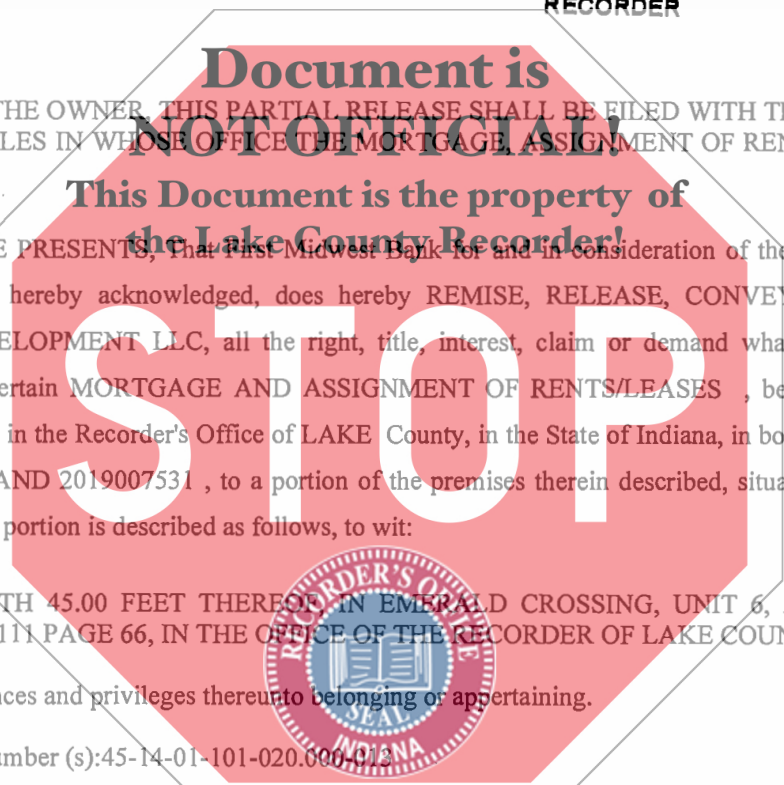 RECORDER
Document is
THE OWNER, THIS PARTIAL RELEASE SHALL BE FILED WITH
NOT OFFICIAL!
LES IN WHOSE OFFICE THE MORTGAGE, ASSIGNMENT OF REN
This Document is the property of
the Lake County Recorder!
E PRESENTS, That First Midwest Bank for and in consideration of the
hereby acknowledged, does hereby REMISE, RELEASE, CONVEY
ELOPMENT LLC, all the right, title, interest, claim or demand wha
STOP
ertain MORTGAGE AND ASSIGNMENT OF RENTS/LEASES , be
in the Recorder's Office of LAKE County, in the State of Indiana, in bo
AND 2019007531 , to a portion of the premises therein described, situa
portion is described as follows, to wit:
TH 45.00 FEET THEREOF, IN EMERALD CROSSING, UNIT 6,
111 PAGE 66, IN THE OFFICE OF THE RECORDER OF LAKE COUN
nces and privileges thereunto belonging or appertaining.
umber (s):45-14-01-101-020.000-013
RECORDER'S OFFICE
SEAL
INDIANA